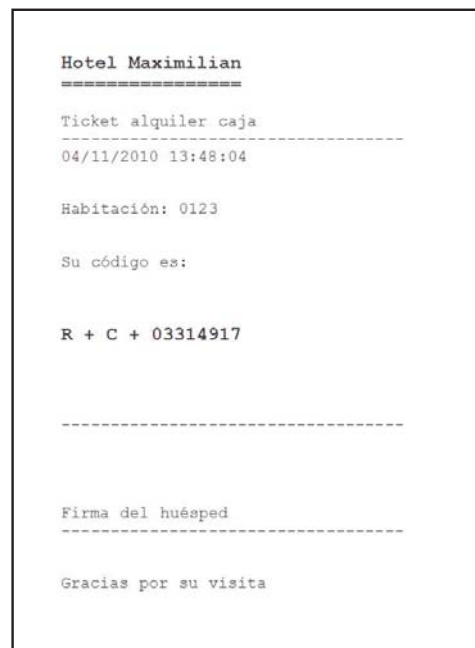 Hotel Maximilian
=================
Ticket alquiler caja
-----------------------------------
04/11/2010 13:48:04
Habitación: 0123
Su código es:
R + C + 03314917
-----------------------------------
Firma del huésped
-----------------------------------
Gracias por su visita